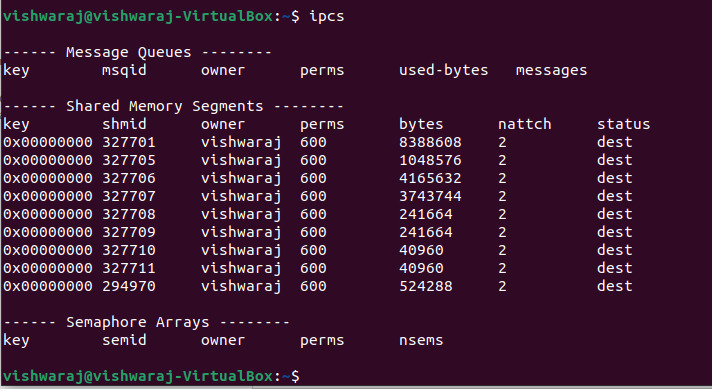 vishwaraj@vishwaraj-VirtualBox:~$ ipcs
------ Message Queues --------
key        msqid      owner      perms      used-bytes   messages
------ Shared Memory Segments --------
key        shmid      owner      perms      bytes      nattch     status
0x00000000 327701     vishwaraj  600        8388608    2          dest
0x00000000 327705     vishwaraj  600        1048576    2          dest
0x00000000 327706     vishwaraj  600        4165632    2          dest
0x00000000 327707     vishwaraj  600        3743744    2          dest
0x00000000 327708     vishwaraj  600        241664     2          dest
0x00000000 327709     vishwaraj  600        241664     2          dest
0x00000000 327710     vishwaraj  600        40960      2          dest
0x00000000 327711     vishwaraj  600        40960      2          dest
0x00000000 294970     vishwaraj  600        524288     2          dest
------ Semaphore Arrays --------
key        semid      owner      perms      nsems
vishwaraj@vishwaraj-VirtualBox:~$